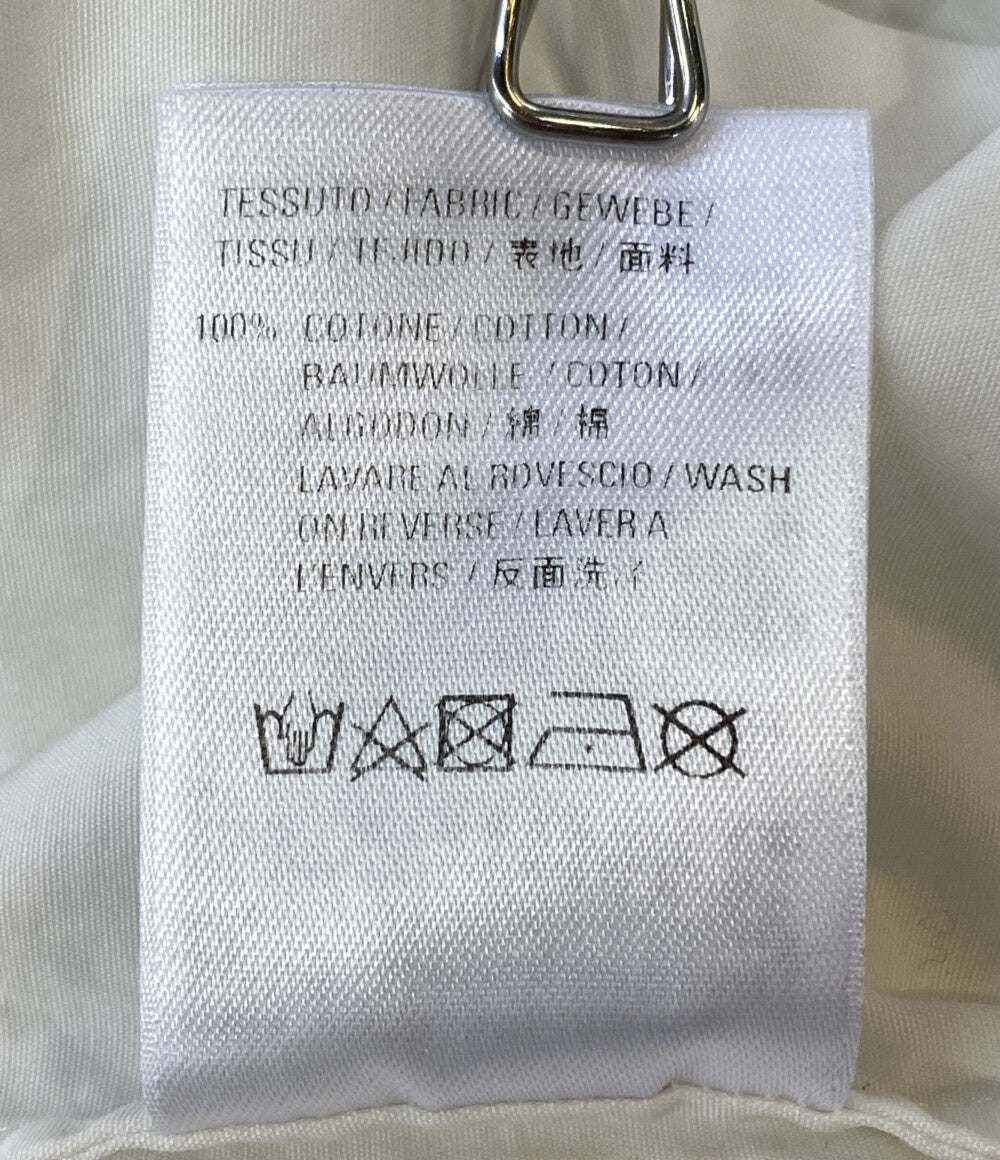 TESSUTO / FABRIC / GEWEBE /
TISSU / TEJIDO / 表地 / 面料
100% COTONE / COTTON /
BAUMWOLLE / COTON /
ALGODON / 綿 / 棉
LAVARE AL ROVESCIO / WASH
ON REVERSE / LAVER A
L'ENVERS / 反面洗